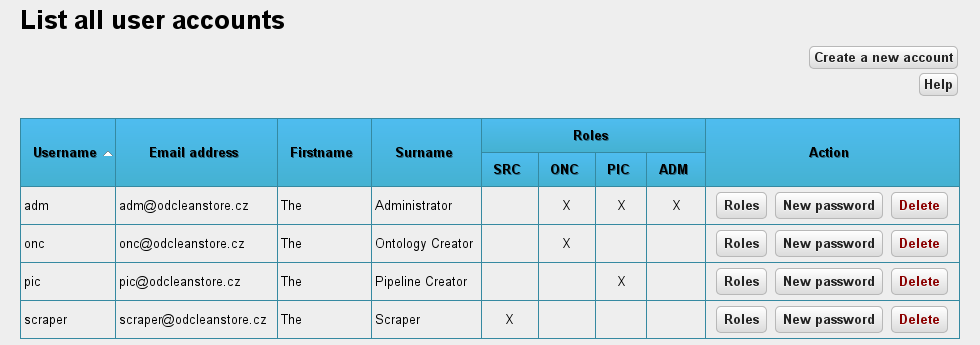 List all user accounts
Create a new account
Help
Username Email address Firstname Surname Roles Action
SRC ONC PIC ADM
adm adm@odcleanstore.cz The Administrator X X X Roles New password Delete
onc onc@odcleanstore.cz The Ontology Creator X Roles New password Delete
pic pic@odcleanstore.cz The Pipeline Creator X Roles New password Delete
scraper scraper@odcleanstore.cz The Scraper X Roles New password Delete